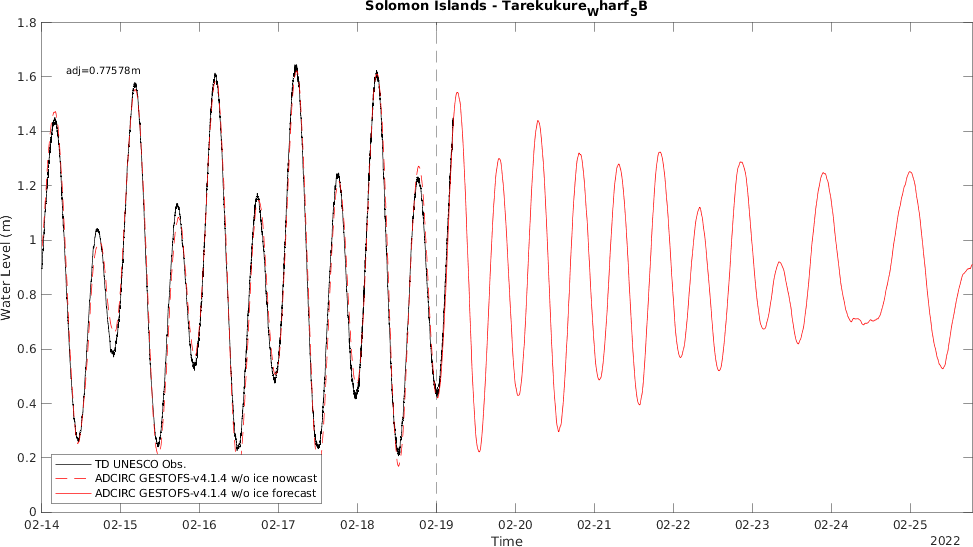 Solomon Islands - Tarekukure_Wharf_SB
1.8
adj=0.77578m
1.6
1.4
1.2
1
0.8
0.6
0.4
0.2
0
Water Level (m)
TD UNESCO Obs.
ADCIRC GESTOFS-v4.1.4 w/o ice nowcast
ADCIRC GESTOFS-v4.1.4 w/o ice forecast
02-14 02-15 02-16 02-17 02-18 02-19 02-20 02-21 02-22 02-23 02-24 02-25
Time
2022